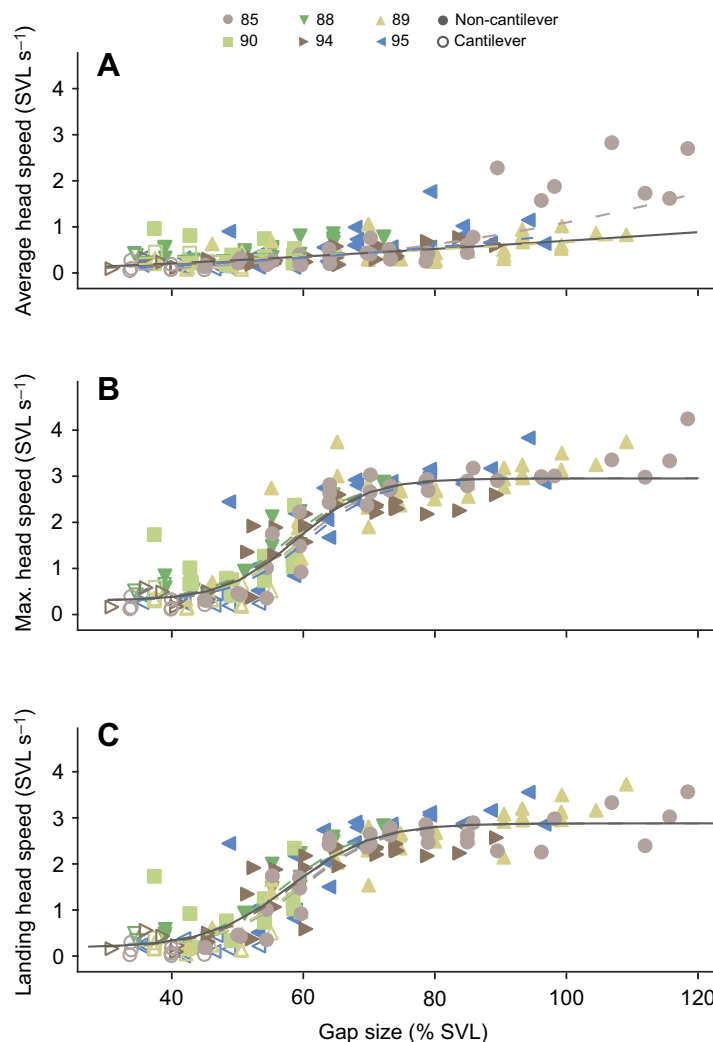 85 88 89 Non-cantilever
90 94 95 Cantilever
A
Average head speed (SVL s⁻¹)
4
3
2
1
0
B
Max. head speed (SVL s⁻¹)
4
3
2
1
0
C
Landing head speed (SVL s⁻¹)
4
3
2
1
0
40 60 80 100 120
Gap size (% SVL)